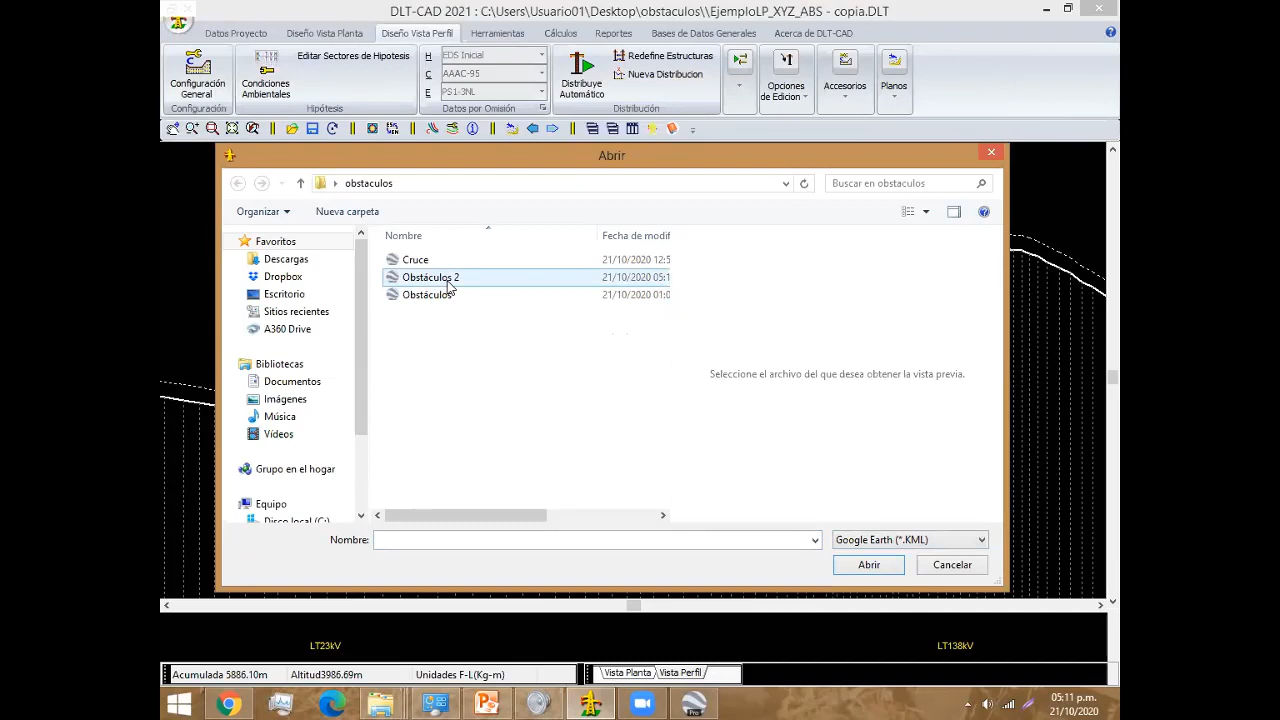 DLT-CAD 2021 : C:\Users\Usuario01\Desktop\obstaculos\\EjemploLP_XYZ_ABS - copia.DLT
Datos Proyecto Diseño Vista Planta Diseño Vista Perfil Herramientas Cálculos Reportes Bases de Datos Generales Acerca de DLT-CAD
Editar Sectores de Hipotesis H EDS Inicial Redefine Estructuras
C AAAC-95 Nueva Distribucion
Configuración General Condiciones Ambientales E PS1-3NL Distribuye Automático Opciones de Edicion Accesorios Planos
Configuración Hipótesis Datos por Omisión Distribución
Abrir
obstaculos Buscar en obstaculos
Organizar Nueva carpeta
Favoritos Nombre Fecha de modif
Descargas Cruce 21/10/2020 12:5
Dropbox Obstáculos 2 21/10/2020 05:1
Escritorio Obstáculos 21/10/2020 01:0
Sitios recientes
A360 Drive
Bibliotecas
Seleccione el archivo del que desea obtener la vista previa.
Documentos
Imágenes
Música
Vídeos
Grupo en el hogar
Equipo
Disco local (C:)
Nombre: Google Earth (*.KML)
Abrir Cancelar
LT23kV LT138kV
Acumulada 5886.10m Altitud3986.69m Unidades F-L(Kg-m) Vista Planta Vista Perfil
05:11 p.m.
21/10/2020